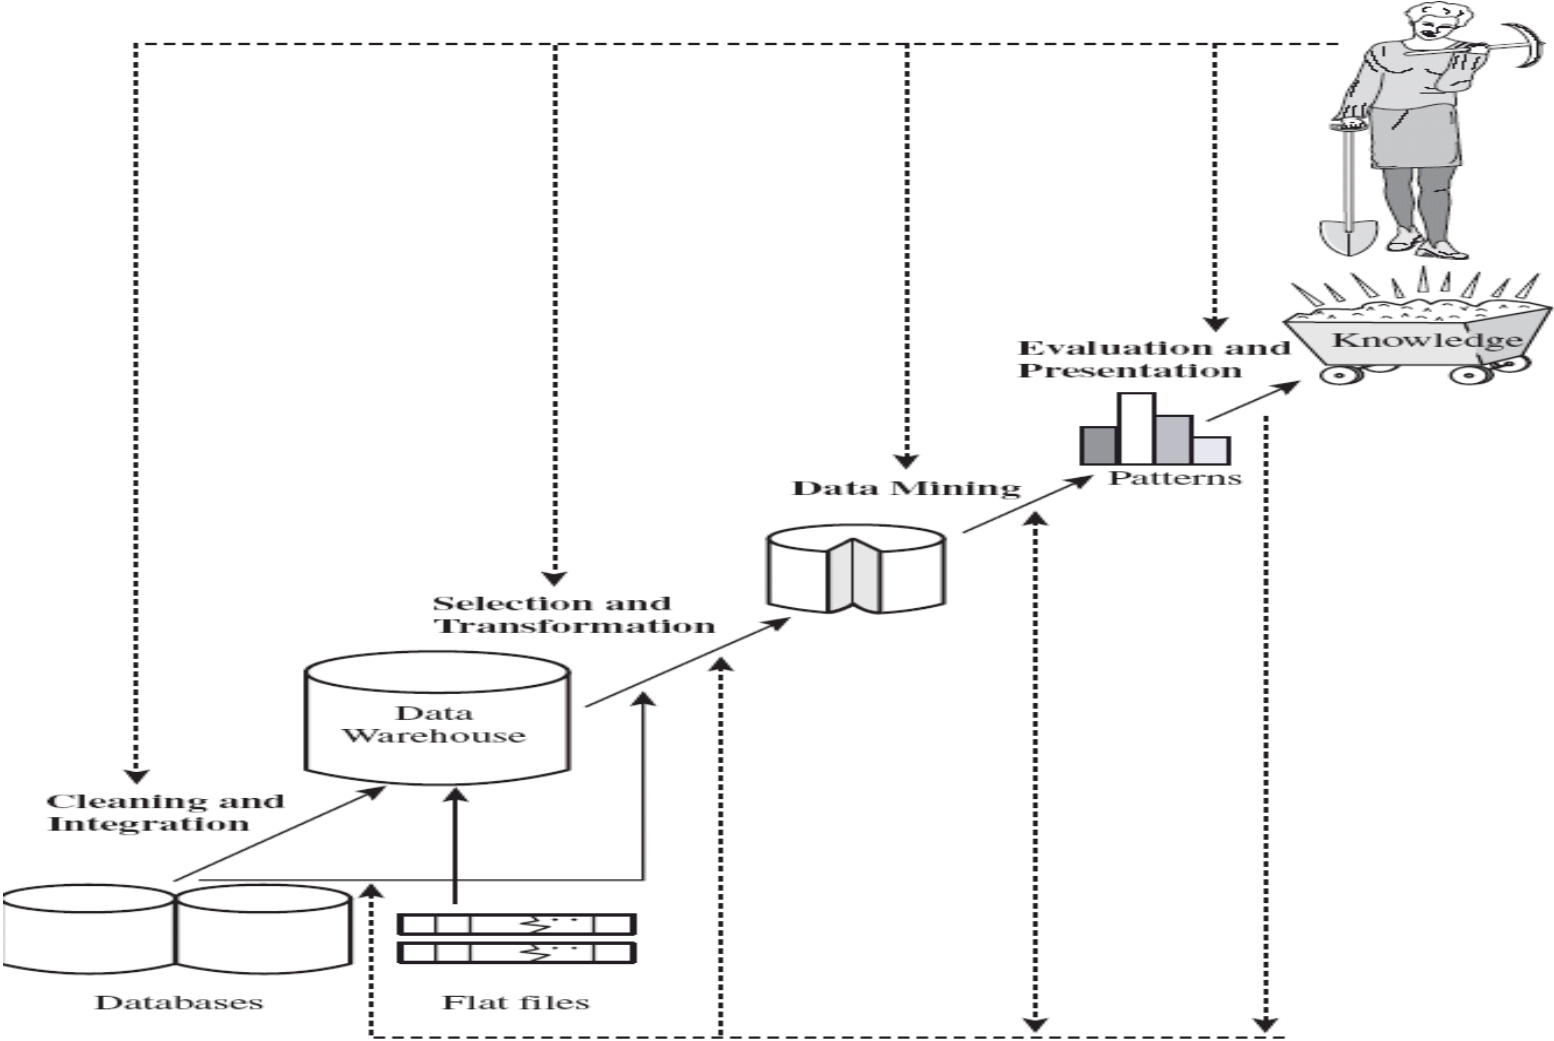 Evaluation and
Presentation
Knowledge
Patterns
Data Mining
Selection and
Transformation
Data
Warehouse
Cleaning and
Integration
Databases
Flat files